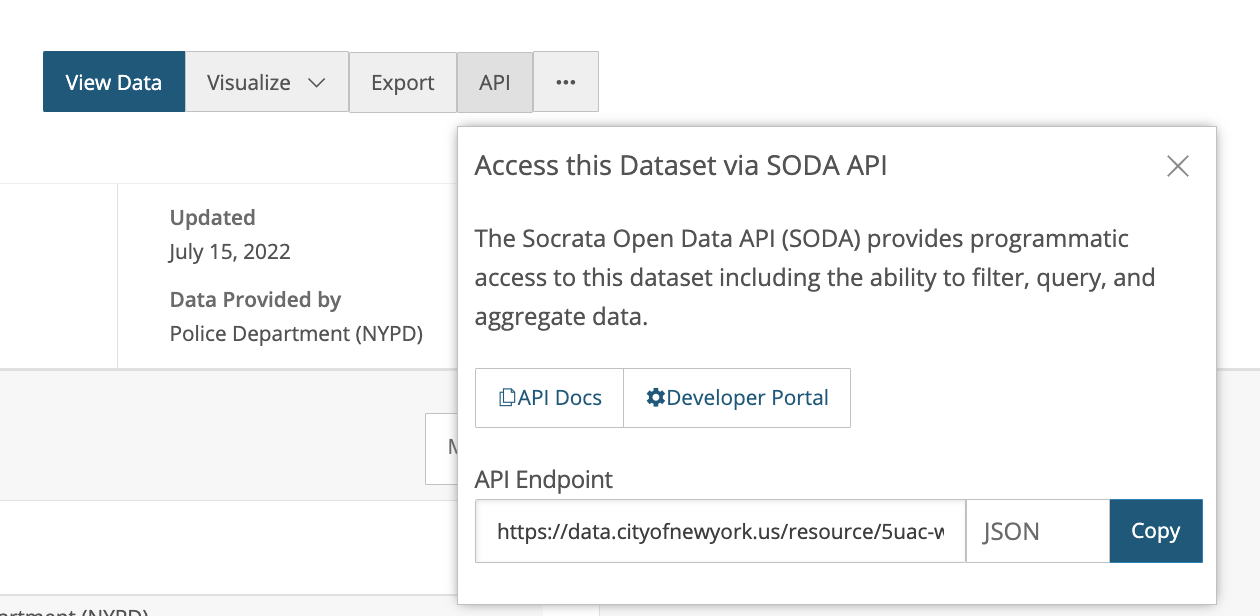 View Data Visualize Export API ...
Access this Dataset via SODA API
Updated
July 15, 2022
Data Provided by
Police Department (NYPD)
The Socrata Open Data API (SODA) provides programmatic
access to this dataset including the ability to filter, query, and
aggregate data.
API Docs Developer Portal
API Endpoint
https://data.cityofnewyork.us/resource/5uac-w JSON Copy
(NYPD)